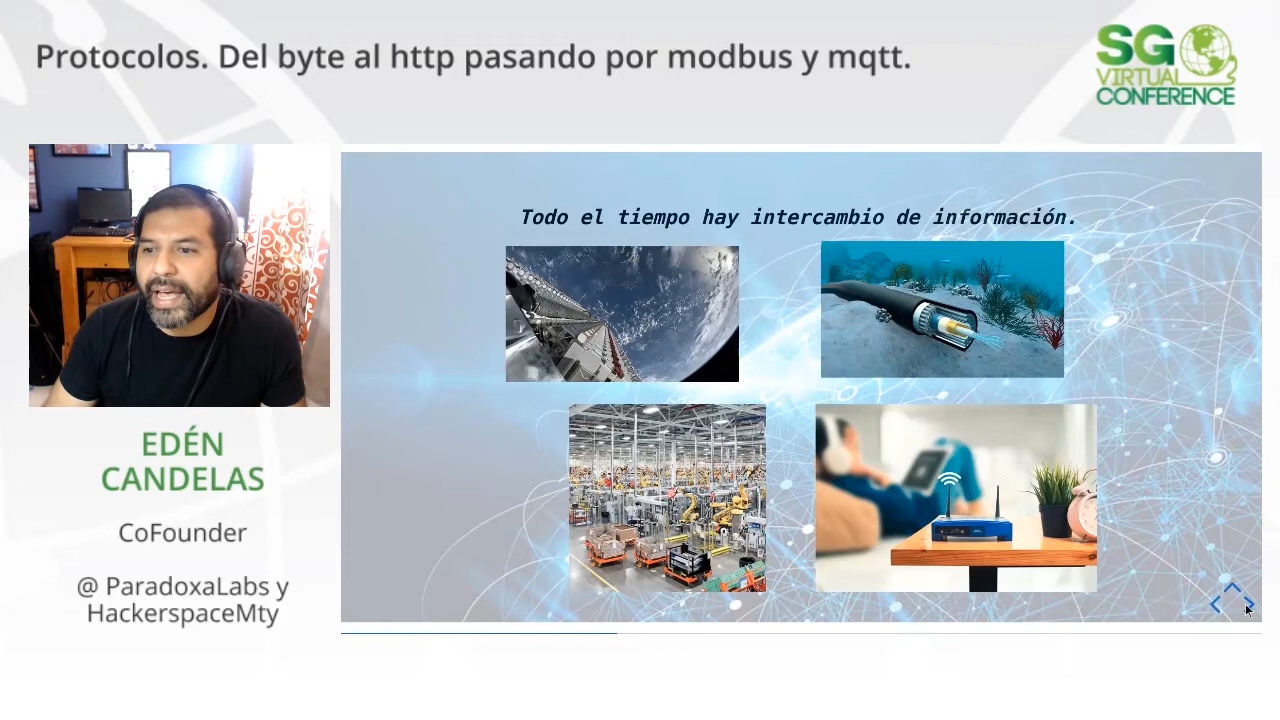 Protocolos. Del byte al http pasando por modbus y mqtt.
SG
VIRTUAL
CONFERENCE
Todo el tiempo hay intercambio de información.
EDÉN
CANDELAS
CoFounder
@ ParadoxaLabs y
HackerspaceMty